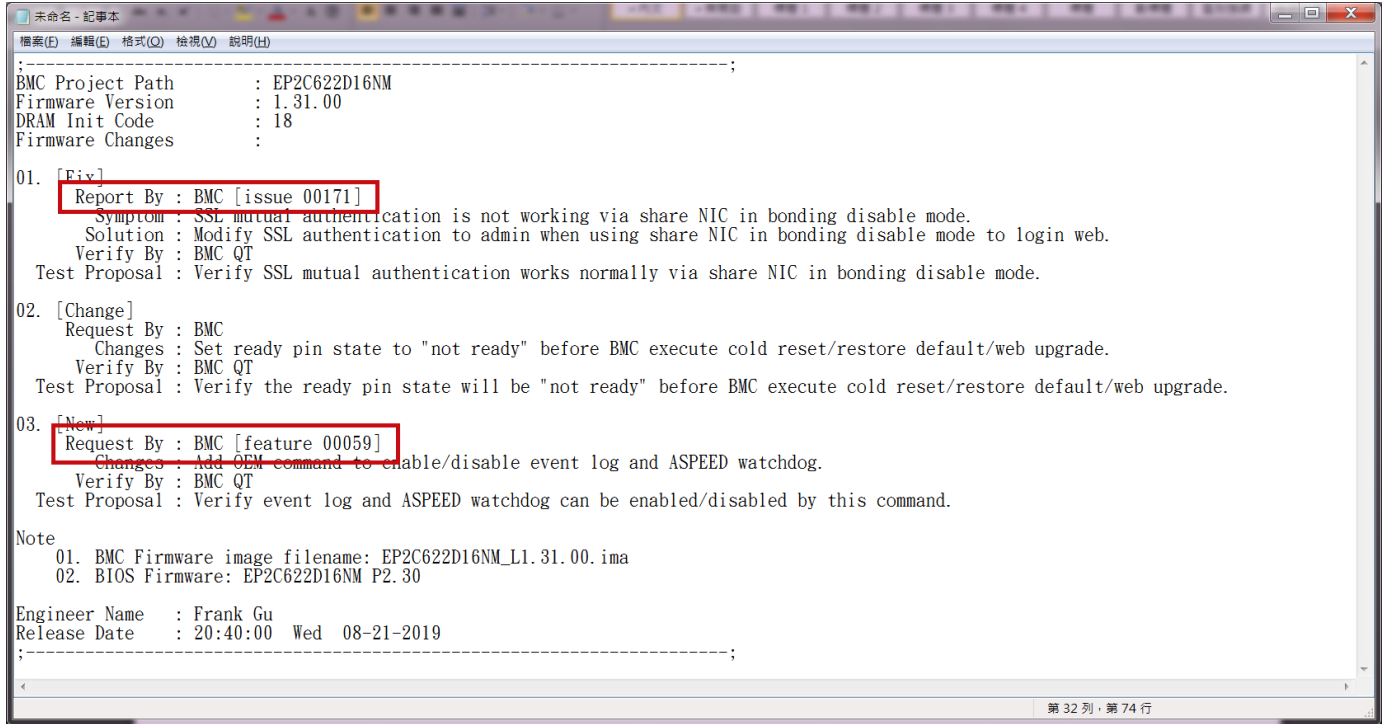 未命名 - 記事本
檔案(F) 編輯(E) 格式(O) 檢視(V) 說明(H)
;-----------------------------------------------------------------------;
BMC Project Path : EP2C622D16NM
Firmware Version : 1.31.00
DRAM Init Code : 18
Firmware Changes :
01. [Fix]
Report By : BMC [issue 00171]
Symptom : SSL mutual authentication is not working via share NIC in bonding disable mode.
Solution : Modify SSL authentication to admin when using share NIC in bonding disable mode to login web.
Verify By : BMC QT
Test Proposal : Verify SSL mutual authentication works normally via share NIC in bonding disable mode.
02. [Change]
Request By : BMC
Changes : Set ready pin state to "not ready" before BMC execute cold reset/restore default/web upgrade.
Verify By : BMC QT
Test Proposal : Verify the ready pin state will be "not ready" before BMC execute cold reset/restore default/web upgrade.
03. [New]
Request By : BMC [feature 00059]
Changes : Add OEM command to enable/disable event log and ASPEED watchdog.
Verify By : BMC QT
Test Proposal : Verify event log and ASPEED watchdog can be enabled/disabled by this command.
Note
01. BMC Firmware image filename: EP2C622D16NM_L1.31.00.ima
02. BIOS Firmware: EP2C622D16NM P2.30
Engineer Name : Frank Gu
Release Date : 20:40:00 Wed 08-21-2019
;-----------------------------------------------------------------------;
第 32 列，第 74 行